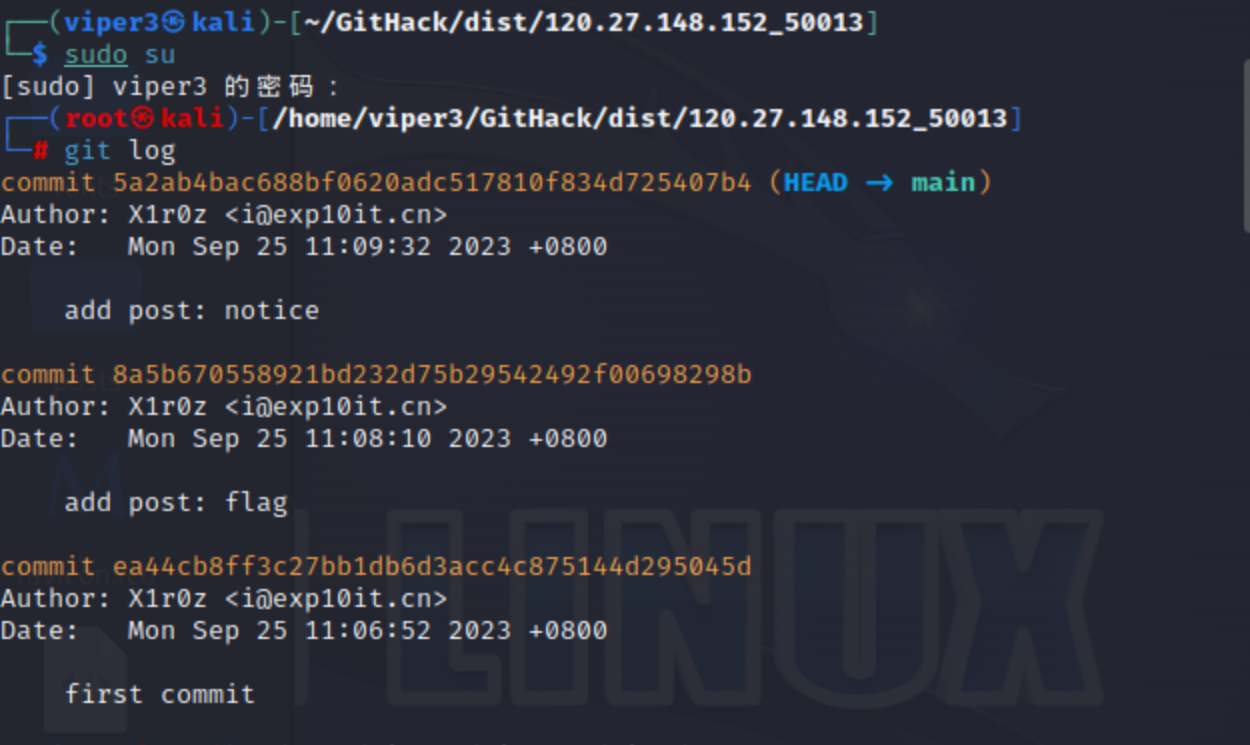 ┌──(viper3㉿kali)-[~/GitHack/dist/120.27.148.152_50013]
└─$ sudo su
[sudo] viper3 的密码：
┌──(root㉿kali)-[/home/viper3/GitHack/dist/120.27.148.152_50013]
└─# git log
commit 5a2ab4bac688bf0620adc517810f834d725407b4 (HEAD → main)
Author: X1r0z <i@exp10it.cn>
Date:   Mon Sep 25 11:09:32 2023 +0800
    add post: notice
commit 8a5b670558921bd232d75b29542492f00698298b
Author: X1r0z <i@exp10it.cn>
Date:   Mon Sep 25 11:08:10 2023 +0800
    add post: flag
commit ea44cb8ff3c27bb1db6d3acc4c875144d295045d
Author: X1r0z <i@exp10it.cn>
Date:   Mon Sep 25 11:06:52 2023 +0800
    first commit
LINUX